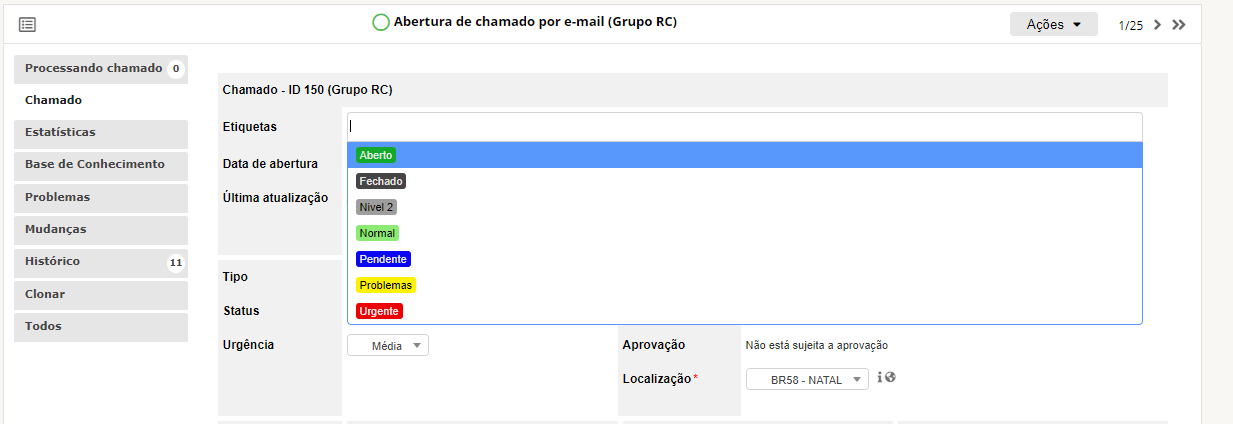 Abertura de chamado por e-mail (Grupo RC)
Ações
1/25
Processando chamado 0
Chamado
Estatísticas
Base de Conhecimento
Problemas
Mudanças
Histórico 11
Clonar
Todos
Chamado - ID 150 (Grupo RC)
Etiquetas
Data de abertura
Última atualização
Aberto
Fechado
Nivel 2
Normal
Pendente
Problemas
Urgente
Tipo
Status
Urgência Média
Aprovação Não está sujeita a aprovação
Localização * BR58 - NATAL